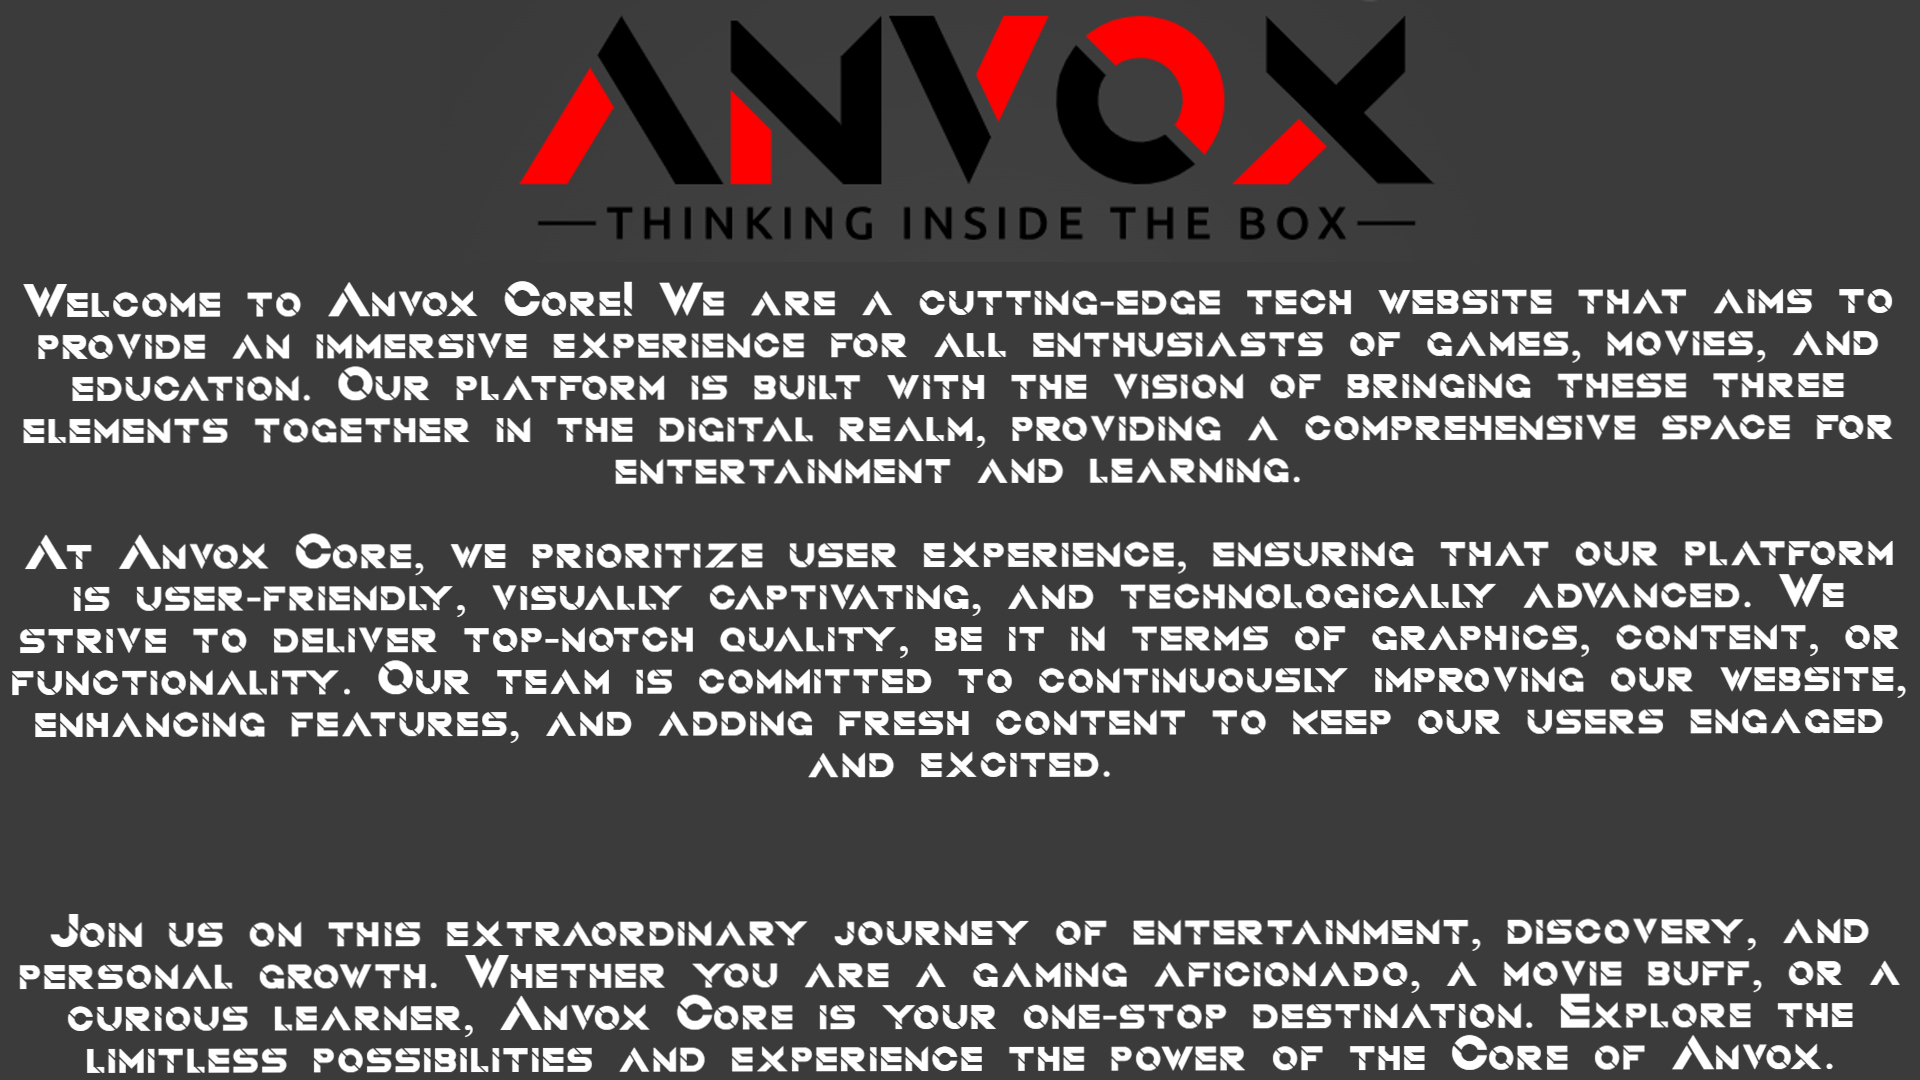 ANVOX
THINKING INSIDE THE BOX
Welcome to Anvox Core! We are a cutting-edge tech website that aims to
provide an immersive experience for all enthusiasts of games, movies, and
education. Our platform is built with the vision of bringing these three
elements together in the digital realm, providing a comprehensive space for
entertainment and learning.
At Anvox Core, we prioritize user experience, ensuring that our platform
is user-friendly, visually captivating, and technologically advanced. We
strive to deliver top-notch quality, be it in terms of graphics, content, or
functionality. Our team is committed to continuously improving our website,
enhancing features, and adding fresh content to keep our users engaged
and excited.
Join us on this extraordinary journey of entertainment, discovery, and
personal growth. Whether you are a gaming aficionado, a movie buff, or a
curious learner, Anvox Core is your one-stop destination. Explore the
limitless possibilities and experience the power of the Core of Anvox.